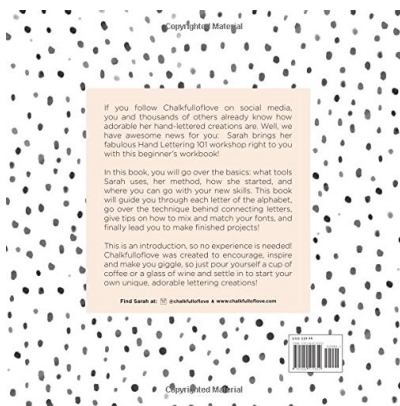 Copyrighted Material
If you follow Chalkfulloflove on social media,
you and thousands of others already know how
adorable her hand-lettered creations are. Well, we
have awesome news for you: Sarah brings her
fabulous Hand Lettering 101 workshop right to you
with this beginner's workbook!
In this book, you will go over the basics: what tools
Sarah uses, her method, how she started, and
where you can go with your new skills. This book
will guide you through each letter of the alphabet,
go over the technique behind connecting letters,
give tips on how to mix and match your fonts, and
finally lead you to make finished projects!
This is an introduction, so no experience is needed!
Chalkfulloflove was created to encourage, inspire
and make you giggle, so just pour yourself a cup of
coffee or a glass of wine and settle in to start your
own unique, adorable lettering creations!
Find Sarah at: @chalkfulloflove & www.chalkfulloflove.com
Copyrighted Material